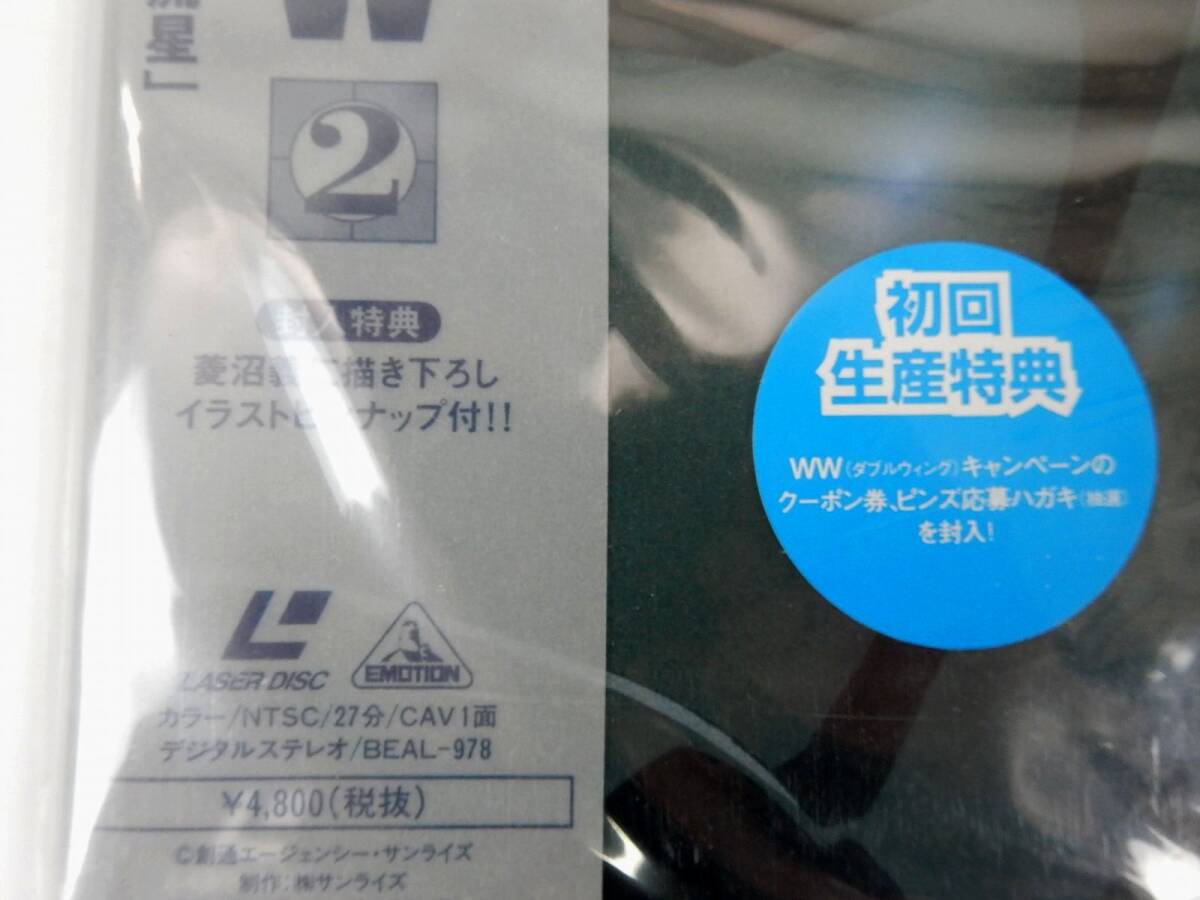 流星」
W
2
封入特典
菱沼義 描き下ろし
イラストピンナップ付!!
LASER DISC
EMOTION
カラー/NTSC/27分/CAV1面
デジタルステレオ/BEAL-978
¥4,800(税抜)
©創通エージェンシー・サンライズ
制作:㈱サンライズ
初回
生産特典
WW(ダブルウィング)キャンペーンの
クーポン券、ピンズ応募ハガキ(抽選)
を封入!